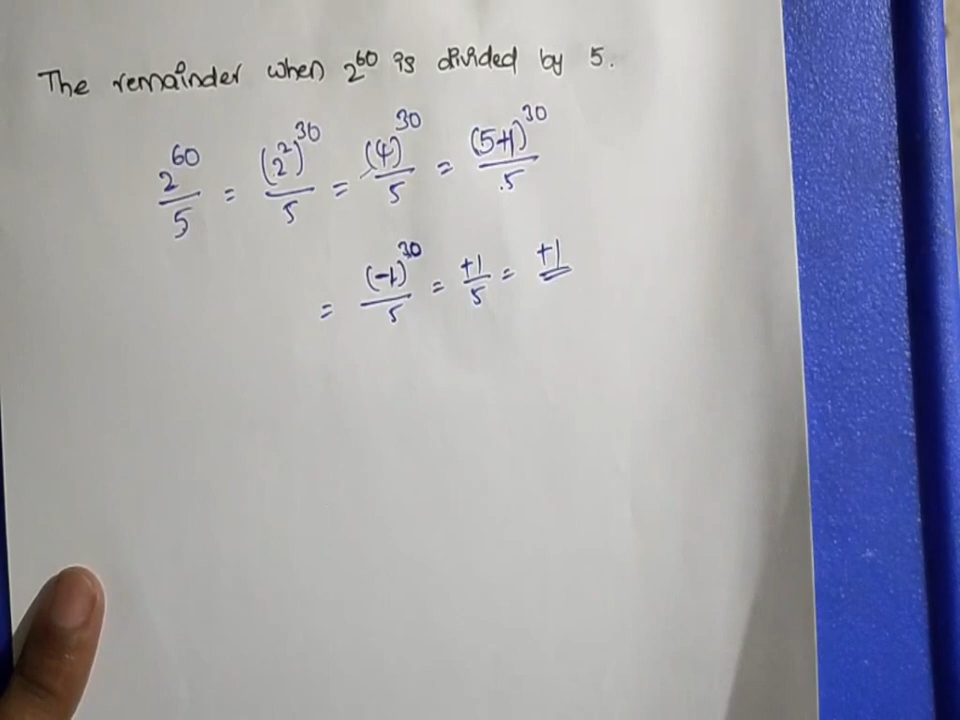 The remainder when 2^60 is divided by 5.
2^60/5 = (2^2)^30/5 = (4)^30/5 = (5+1)^30/5
= (-1)^30/5 = +1/5 = +1